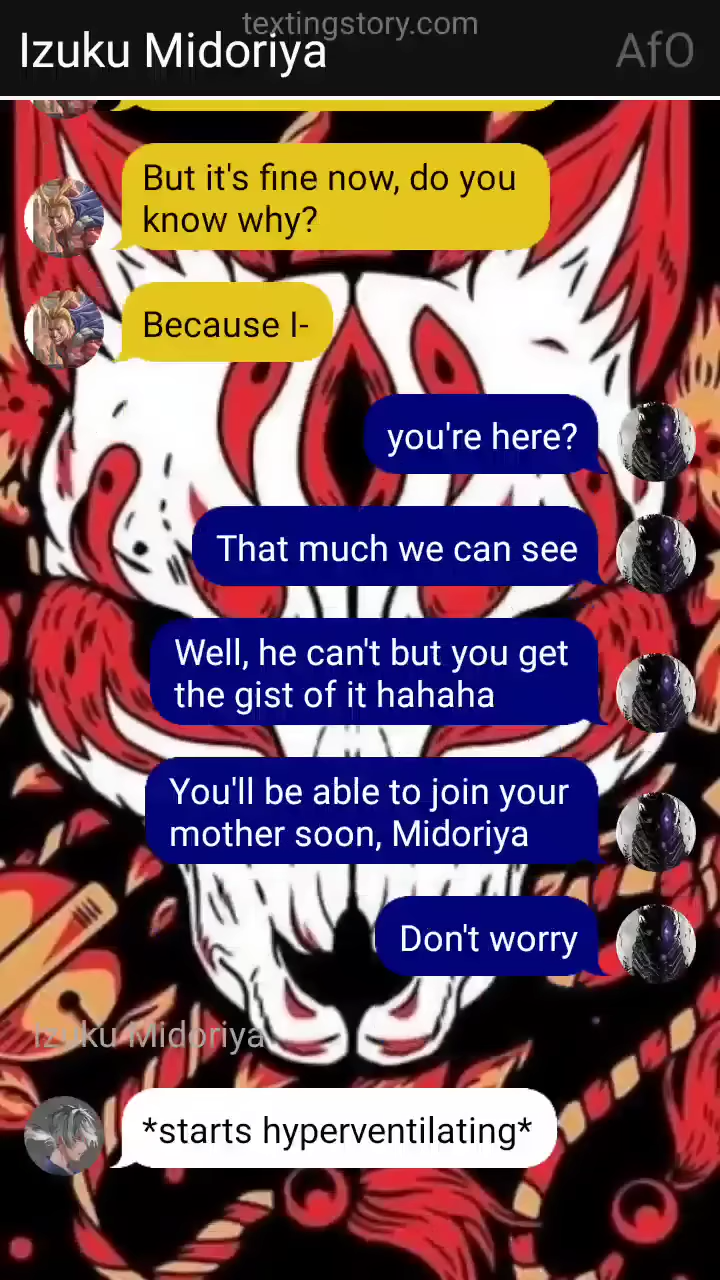 textingstory.com
Izuku Midoriya
AfO
But it's fine now, do you
know why?
Because I-
you're here?
That much we can see
Well, he can't but you get
the gist of it hahaha
You'll be able to join your
mother soon, Midoriya
Don't worry
Izuku Midoriya
*starts hyperventilating*